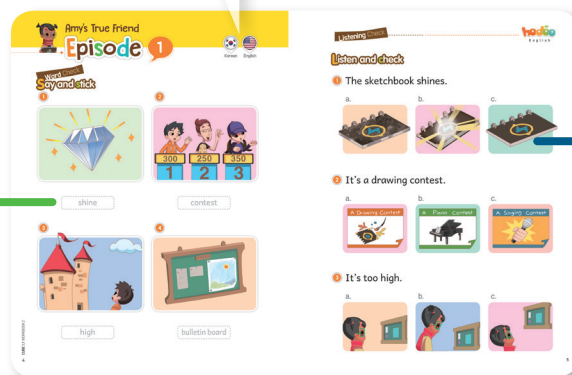 Amy's True Friend
Episode 1
Korean English
Word Check
Say and stick
1
2
300 250 350
1 2 3
shine
contest
3
4
high
bulletin board
4
Listening Check
hodoo
English
Listen and check
1 The sketchbook shines.
a. b. c.
2 It's a drawing contest.
a. b. c.
A Drawing Contest
A Piano Contest
A Singing Contest
3 It's too high.
a. b. c.
5